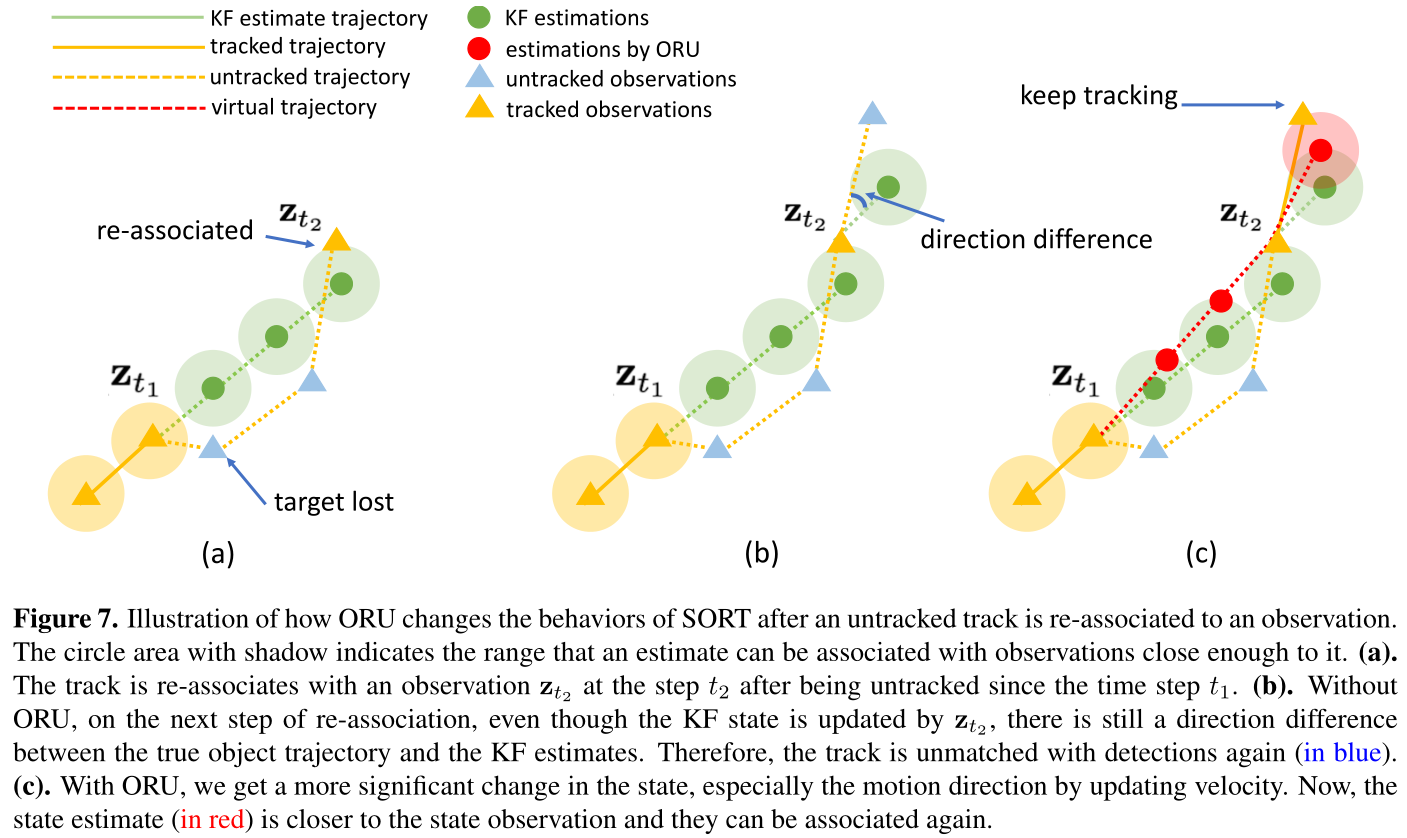 KF estimate trajectory
tracked trajectory
untracked trajectory
virtual trajectory
KF estimations
estimations by ORU
untracked observations
tracked observations
re-associated
z_{t_2}
z_{t_1}
target lost
(a)
z_{t_2}
direction difference
z_{t_1}
(b)
keep tracking
z_{t_2}
z_{t_1}
(c)
Figure 7. Illustration of how ORU changes the behaviors of SORT after an untracked track is re-associated to an observation.
The circle area with shadow indicates the range that an estimate can be associated with observations close enough to it. (a).
The track is re-associates with an observation z_{t_2} at the step t_2 after being untracked since the time step t_1. (b). Without
ORU, on the next step of re-association, even though the KF state is updated by z_{t_2}, there is still a direction difference
between the true object trajectory and the KF estimates. Therefore, the track is unmatched with detections again (in blue).
(c). With ORU, we get a more significant change in the state, especially the motion direction by updating velocity. Now, the
state estimate (in red) is closer to the state observation and they can be associated again.